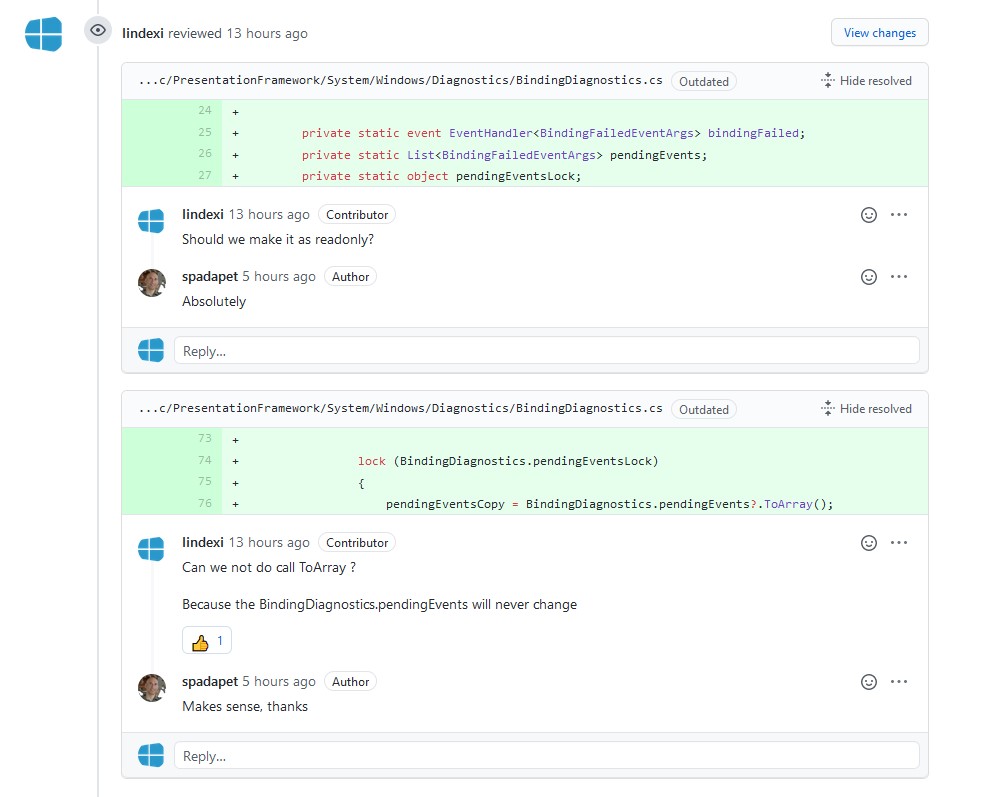 lindexi reviewed 13 hours ago View changes
...c/PresentationFramework/System/Windows/Diagnostics/BindingDiagnostics.cs Outdated Hide resolved
24 +
25 + private static event EventHandler<BindingFailedEventArgs> bindingFailed;
26 + private static List<BindingFailedEventArgs> pendingEvents;
27 + private static object pendingEventsLock;
lindexi 13 hours ago Contributor
Should we make it as readonly?
spadapet 5 hours ago Author
Absolutely
Reply...
...c/PresentationFramework/System/Windows/Diagnostics/BindingDiagnostics.cs Outdated Hide resolved
73 +
74 + lock (BindingDiagnostics.pendingEventsLock)
75 + {
76 + pendingEventsCopy = BindingDiagnostics.pendingEvents?.ToArray();
lindexi 13 hours ago Contributor
Can we not do call ToArray ?
Because the BindingDiagnostics.pendingEvents will never change
👍 1
spadapet 5 hours ago Author
Makes sense, thanks
Reply...